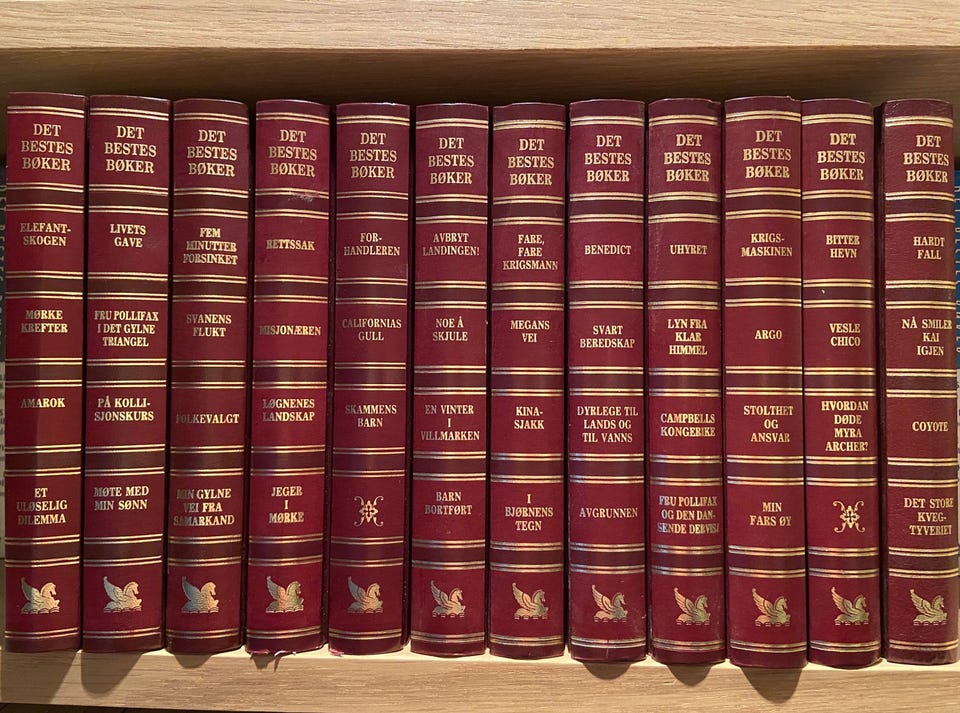 DET
BESTES
BØKER
ELEFANT-
SKOGEN
MØRKE
KREFTER
AMAROK
ET
ULØSELIG
DILEMMA
DET
BESTES
BØKER
LIVETS
GAVE
FRU POLLIFAX
I DET GYLNE
TRIANGEL
PÅ KOLLI-
SJONSKURS
MØTE MED
MIN SØNN
DET
BESTES
BØKER
FEM
MINUTTER
FORSINKET
SVANENS
FLUKT
FOLKEVALGT
MIN GYLNE
VEI FRA
SAMARKAND
DET
BESTES
BØKER
RETTSSAK
MISJONÆREN
LØGNENES
LANDSKAP
JEGER
I
MØRKE
DET
BESTES
BØKER
FOR-
HANDLEREN
CALIFORNIAS
GULL
SKAMMENS
BARN
DET
BESTES
BØKER
AVBRYT
LANDINGEN!
NOE Å
SKJULE
EN VINTER
I
VILLMARKEN
BARN
BORTFØRT
DET
BESTES
BØKER
FARE,
FARE
KRIGSMANN
MEGANS
VEI
KINA-
SJAKK
I
BJØRNENS
TEGN
DET
BESTES
BØKER
BENEDICT
SVART
BEREDSKAP
DYRLEGE TIL
LANDS OG
TIL VANNS
AVGRUNNEN
DET
BESTES
BØKER
UHYRET
LYN FRA
KLAR
HIMMEL
CAMPBELLS
KONGERIKE
FRU POLLIFAX
OG DEN DAN-
SENDE DERVISJ
DET
BESTES
BØKER
KRIGS-
MASKINEN
ARGO
STOLTHET
OG
ANSVAR
MIN
FARS ØY
DET
BESTES
BØKER
BITTER
HEVN
VESLE
CHICO
HVORDAN
DØDE
MYRA
ARCHER?
DET
BESTES
BØKER
HARDT
FALL
NÅ SMILER
KAI
IGJEN
COYOTE
DET STORE
KVEG-
TYVERIET